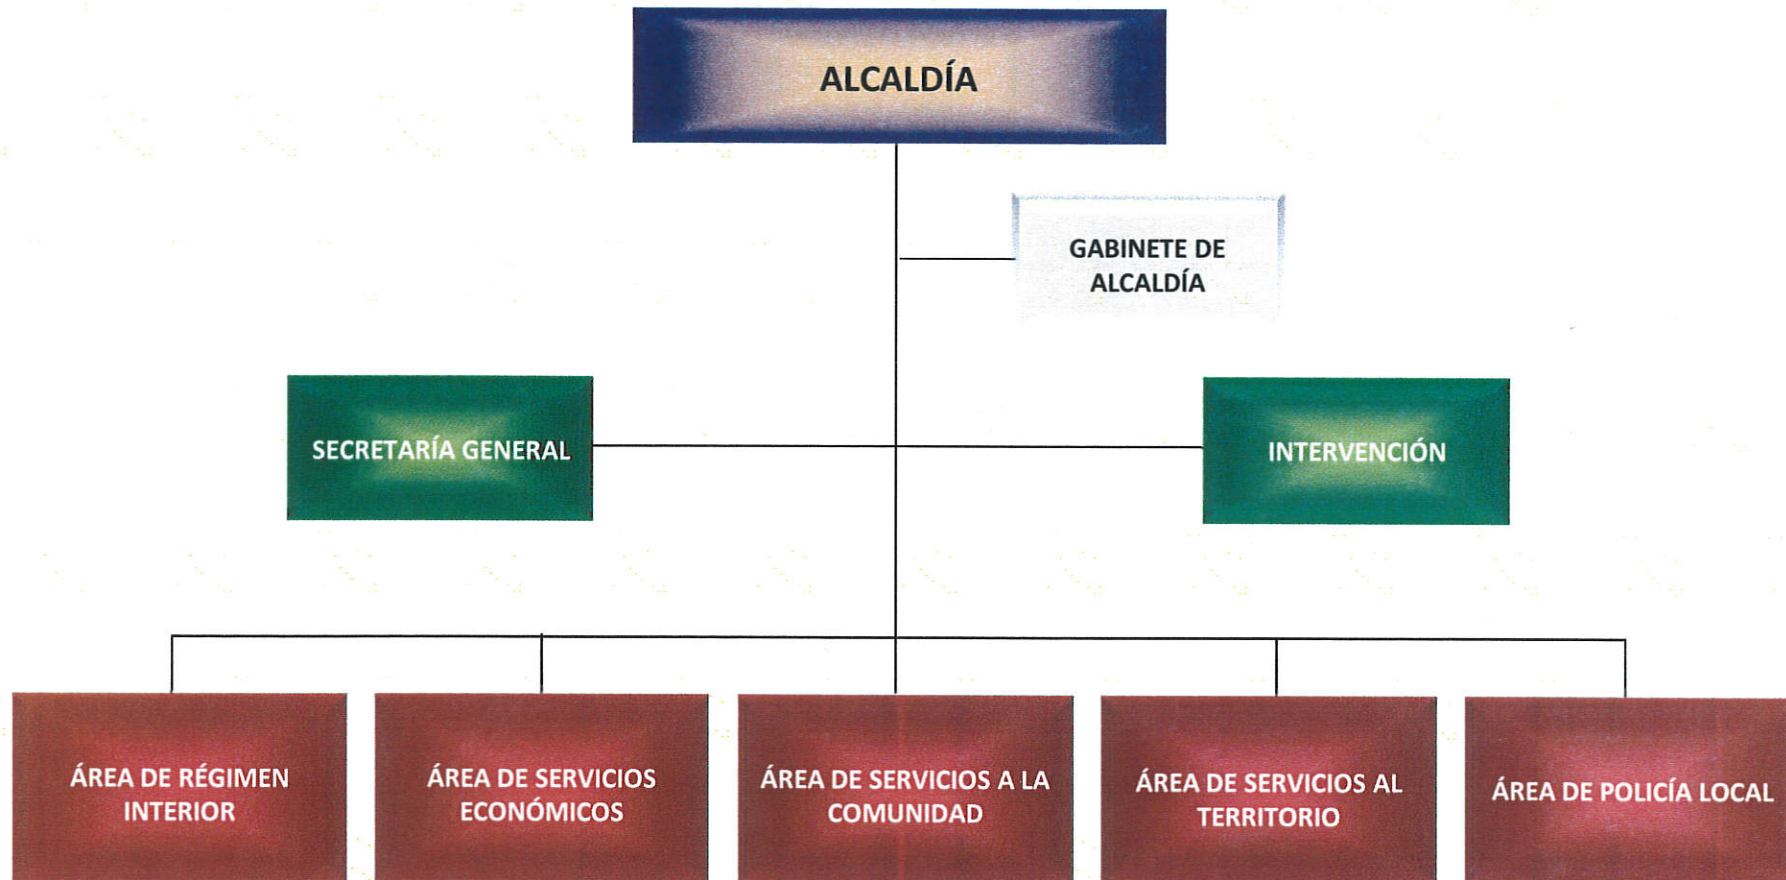 ALCALDÍA
GABINETE DE
ALCALDÍA
SECRETARÍA GENERAL
INTERVENCIÓN
ÁREA DE RÉGIMEN
INTERIOR
ÁREA DE SERVICIOS
ECONÓMICOS
ÁREA DE SERVICIOS A LA
COMUNIDAD
ÁREA DE SERVICIOS AL
TERRITORIO
ÁREA DE POLICÍA LOCAL